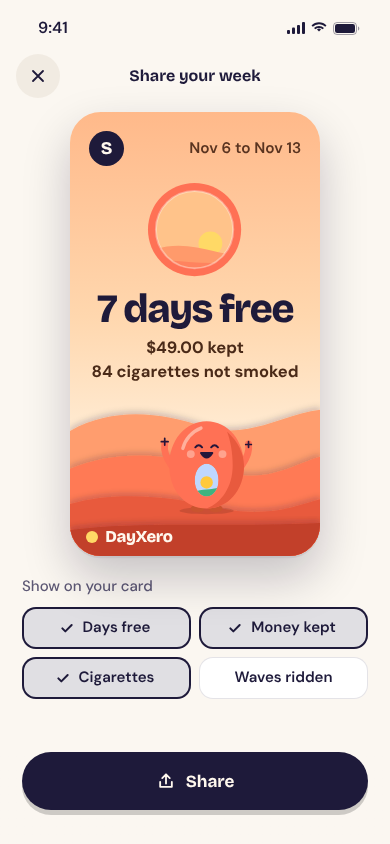 9:41
Share your week
S
Nov 6 to Nov 13
7 days free
$49.00 kept
84 cigarettes not smoked
DayXero
Show on your card
Days free
Money kept
Cigarettes
Waves ridden
Share